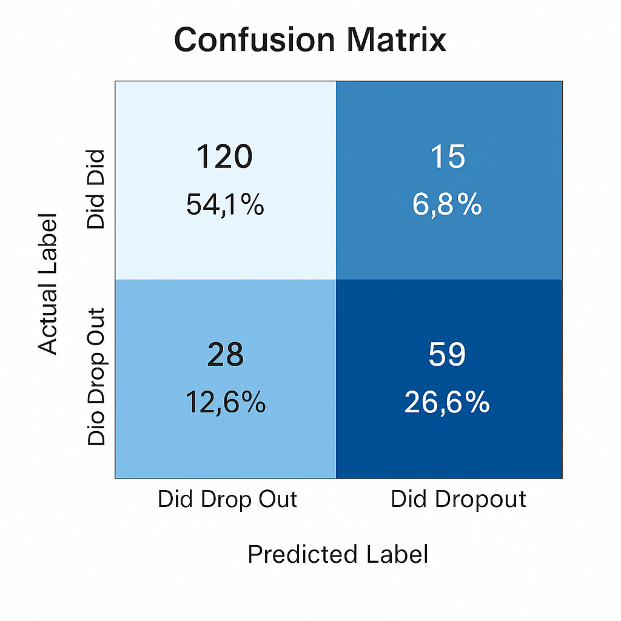 Confusion Matrix
Actual Label
Did Did
120
54,1%
15
6,8%
Dio Drop Out
28
12,6%
59
26,6%
Did Drop Out
Did Dropout
Predicted Label